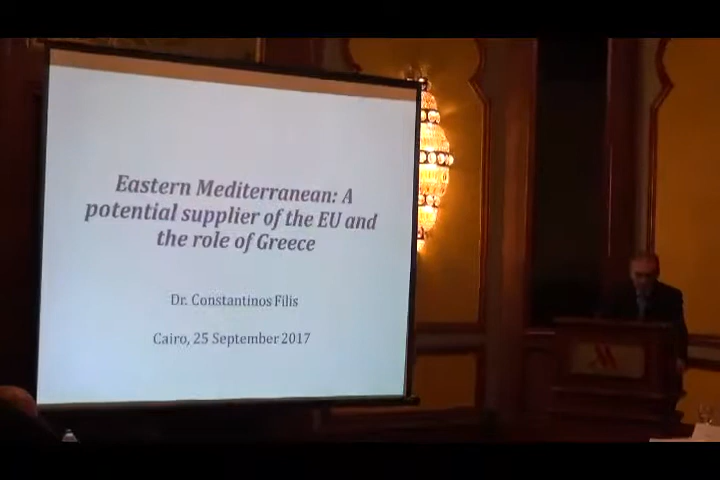 Eastern Mediterranean: A
potential supplier of the EU and
the role of Greece
Dr. Constantinos Filis
Cairo, 25 September 2017